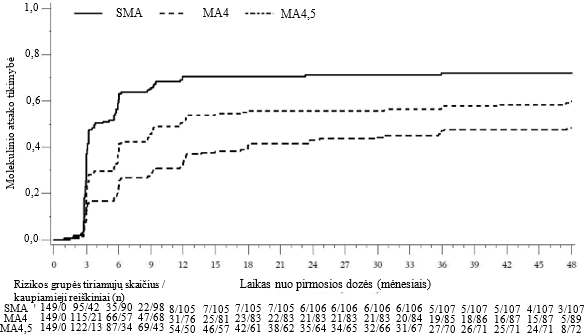 SMA MA4 MA4,5
Molekulinio atsako tikimybė
1,0
0,8
0,6
0,4
0,2
0,0
0 3 6 9 12 15 18 21 24 27 30 33 36 39 42 45 48
Laikas nuo pirmosios dozės (mėnesiais)
Rizikos grupės tiriamųjų skaičius /
kaupiamieji reiškiniai (n)
SMA 149/0 95/42 35/90 22/98 8/105 7/105 7/105 7/105 6/106 6/106 6/106 6/106 5/107 5/107 5/107 4/107 3/107
MA4 149/0 115/21 66/57 47/68 31/76 25/81 23/83 22/83 21/83 21/83 21/83 20/84 19/85 18/86 16/87 15/87 5/89
MA4,5 149/0 122/13 87/34 69/43 54/50 46/57 42/61 38/62 35/64 34/65 32/66 31/67 27/70 26/71 25/71 24/71 8/72